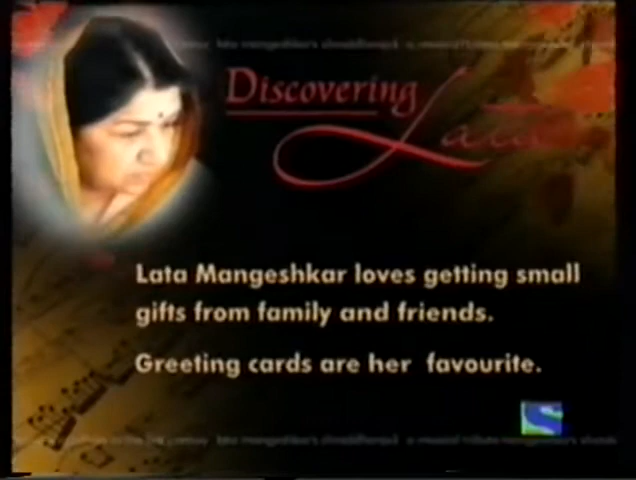 Discovering
Lata
Lata Mangeshkar loves getting small
gifts from family and friends.
Greeting cards are her favourite.